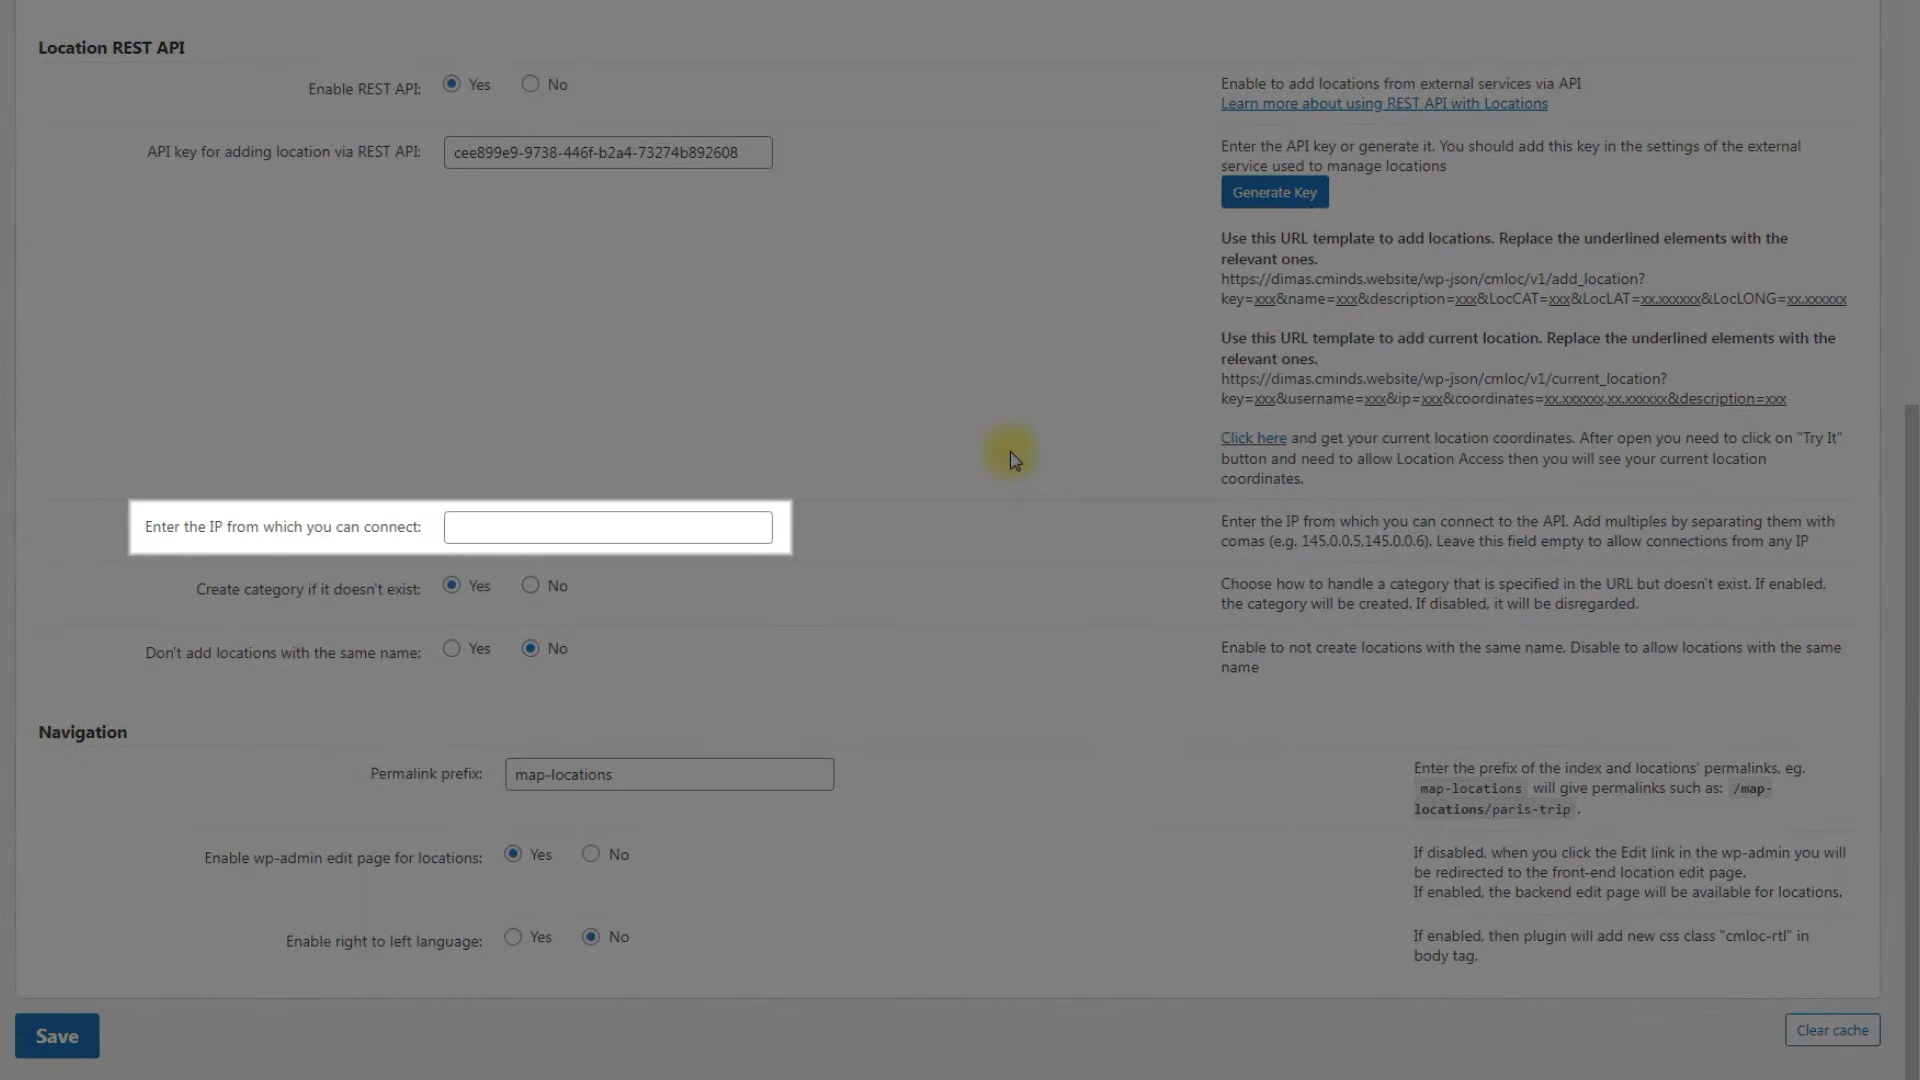 Location REST API
Enable REST API:
Yes
No
Enable to add locations from external services via API
Learn more about using REST API with Locations
API key for adding location via REST API:
cee899e9-9738-446f-b2a4-73274b892608
Enter the API key or generate it. You should add this key in the settings of the external
service used to manage locations
Generate Key
Use this URL template to add locations. Replace the underlined elements with the
relevant ones.
https://dimas.cminds.website/wp-json/cmloc/v1/add_location?
key=xxx&name=xxx&description=xxx&LocCAT=xxx&LocLAT=xx.xxxxxx&LocLONG=xx.xxxxxx
Use this URL template to add current location. Replace the underlined elements with the
relevant ones.
https://dimas.cminds.website/wp-json/cmloc/v1/current_location?
key=xxx&username=xxx&ip=xxx&coordinates=xx.xxxxxx,xx.xxxxxx&description=xxx
Click here and get your current location coordinates. After open you need to click on "Try It"
button and need to allow Location Access then you will see your current location
coordinates.
Enter the IP from which you can connect:
Enter the IP from which you can connect to the API. Add multiples by separating them with
comas (e.g. 145.0.0.5,145.0.0.6). Leave this field empty to allow connections from any IP
Create category if it doesn't exist:
Yes
No
Choose how to handle a category that is specified in the URL but doesn't exist. If enabled,
the category will be created. If disabled, it will be disregarded.
Don't add locations with the same name:
Yes
No
Enable to not create locations with the same name. Disable to allow locations with the same
name
Navigation
Permalink prefix:
map-locations
Enter the prefix of the index and locations' permalinks, eg.
map-locations will give permalinks such as: /map-
locations/paris-trip .
Enable wp-admin edit page for locations:
Yes
No
If disabled, when you click the Edit link in the wp-admin you will
be redirected to the front-end location edit page.
If enabled, the backend edit page will be available for locations.
Enable right to left language:
Yes
No
If enabled, then plugin will add new css class "cmloc-rtl" in
body tag.
Save
Clear cache